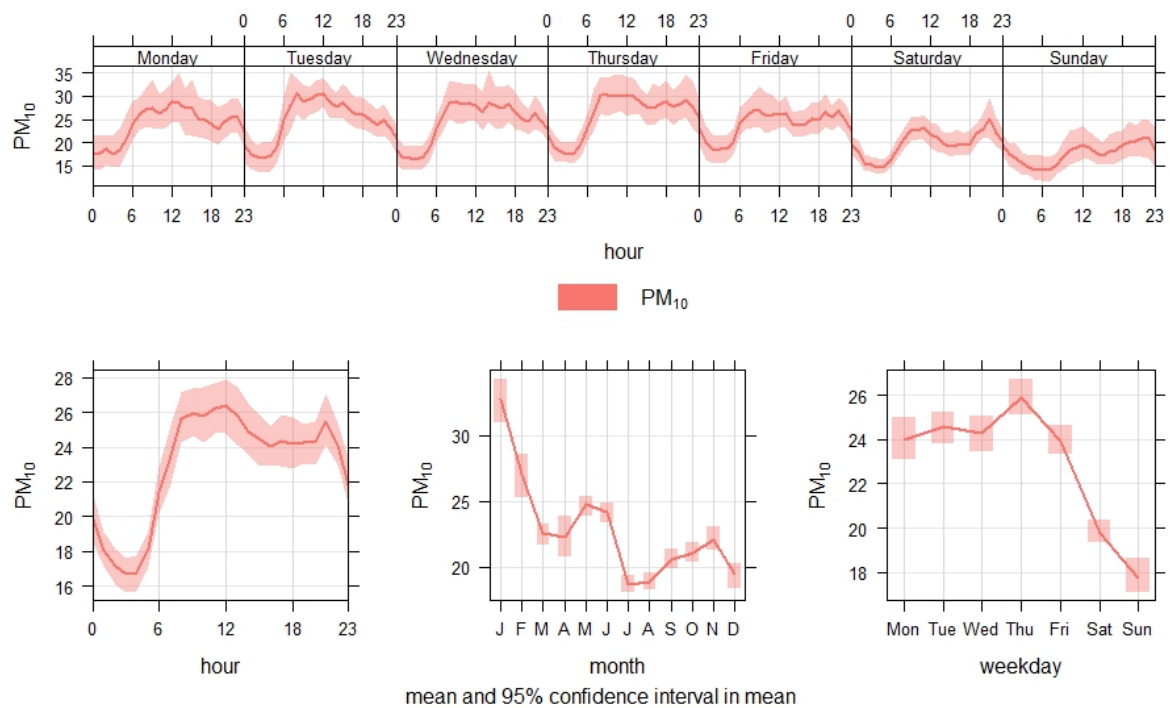 0 6 12 18 23 0 6 12 18 23 0 6 12 18 23
Monday Tuesday Wednesday Thursday Friday Saturday Sunday
35
30
25
20
15
PM10
0 6 12 18 23 0 6 12 18 23 0 6 12 18 23 0 6 12 18 23
hour
PM10
28
26
24
22
20
18
16
PM10
0 6 12 18 23
hour
30
25
20
PM10
J F M A M J J A S O N D
month
26
24
22
20
18
PM10
Mon Tue Wed Thu Fri Sat Sun
weekday
mean and 95% confidence interval in mean